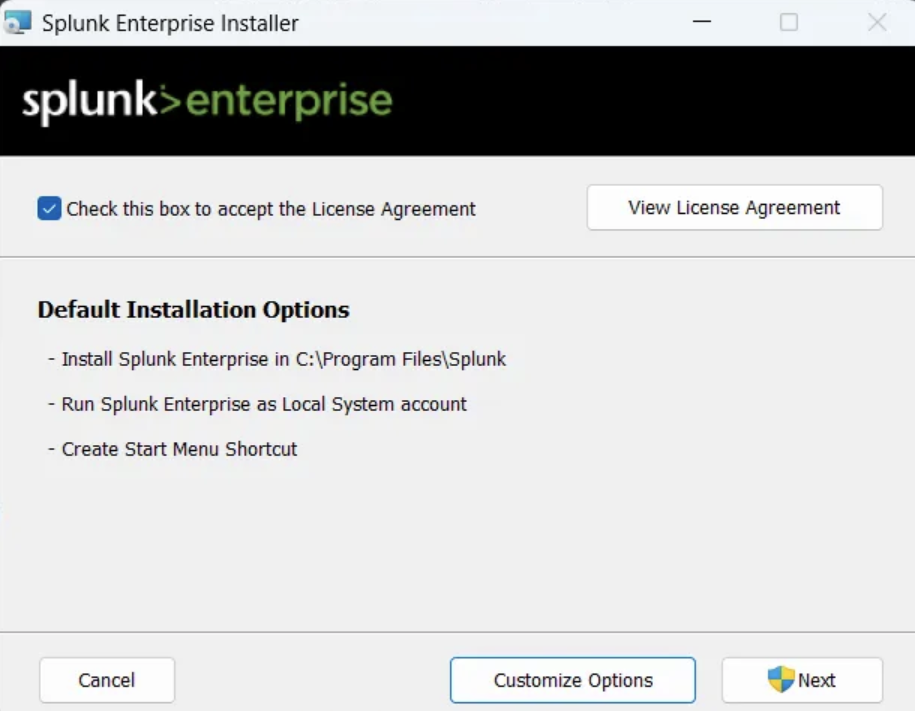 Splunk Enterprise Installer
splunk>enterprise
Check this box to accept the License Agreement
View License Agreement
Default Installation Options
- Install Splunk Enterprise in C:\Program Files\Splunk
- Run Splunk Enterprise as Local System account
- Create Start Menu Shortcut
Cancel
Customize Options
Next